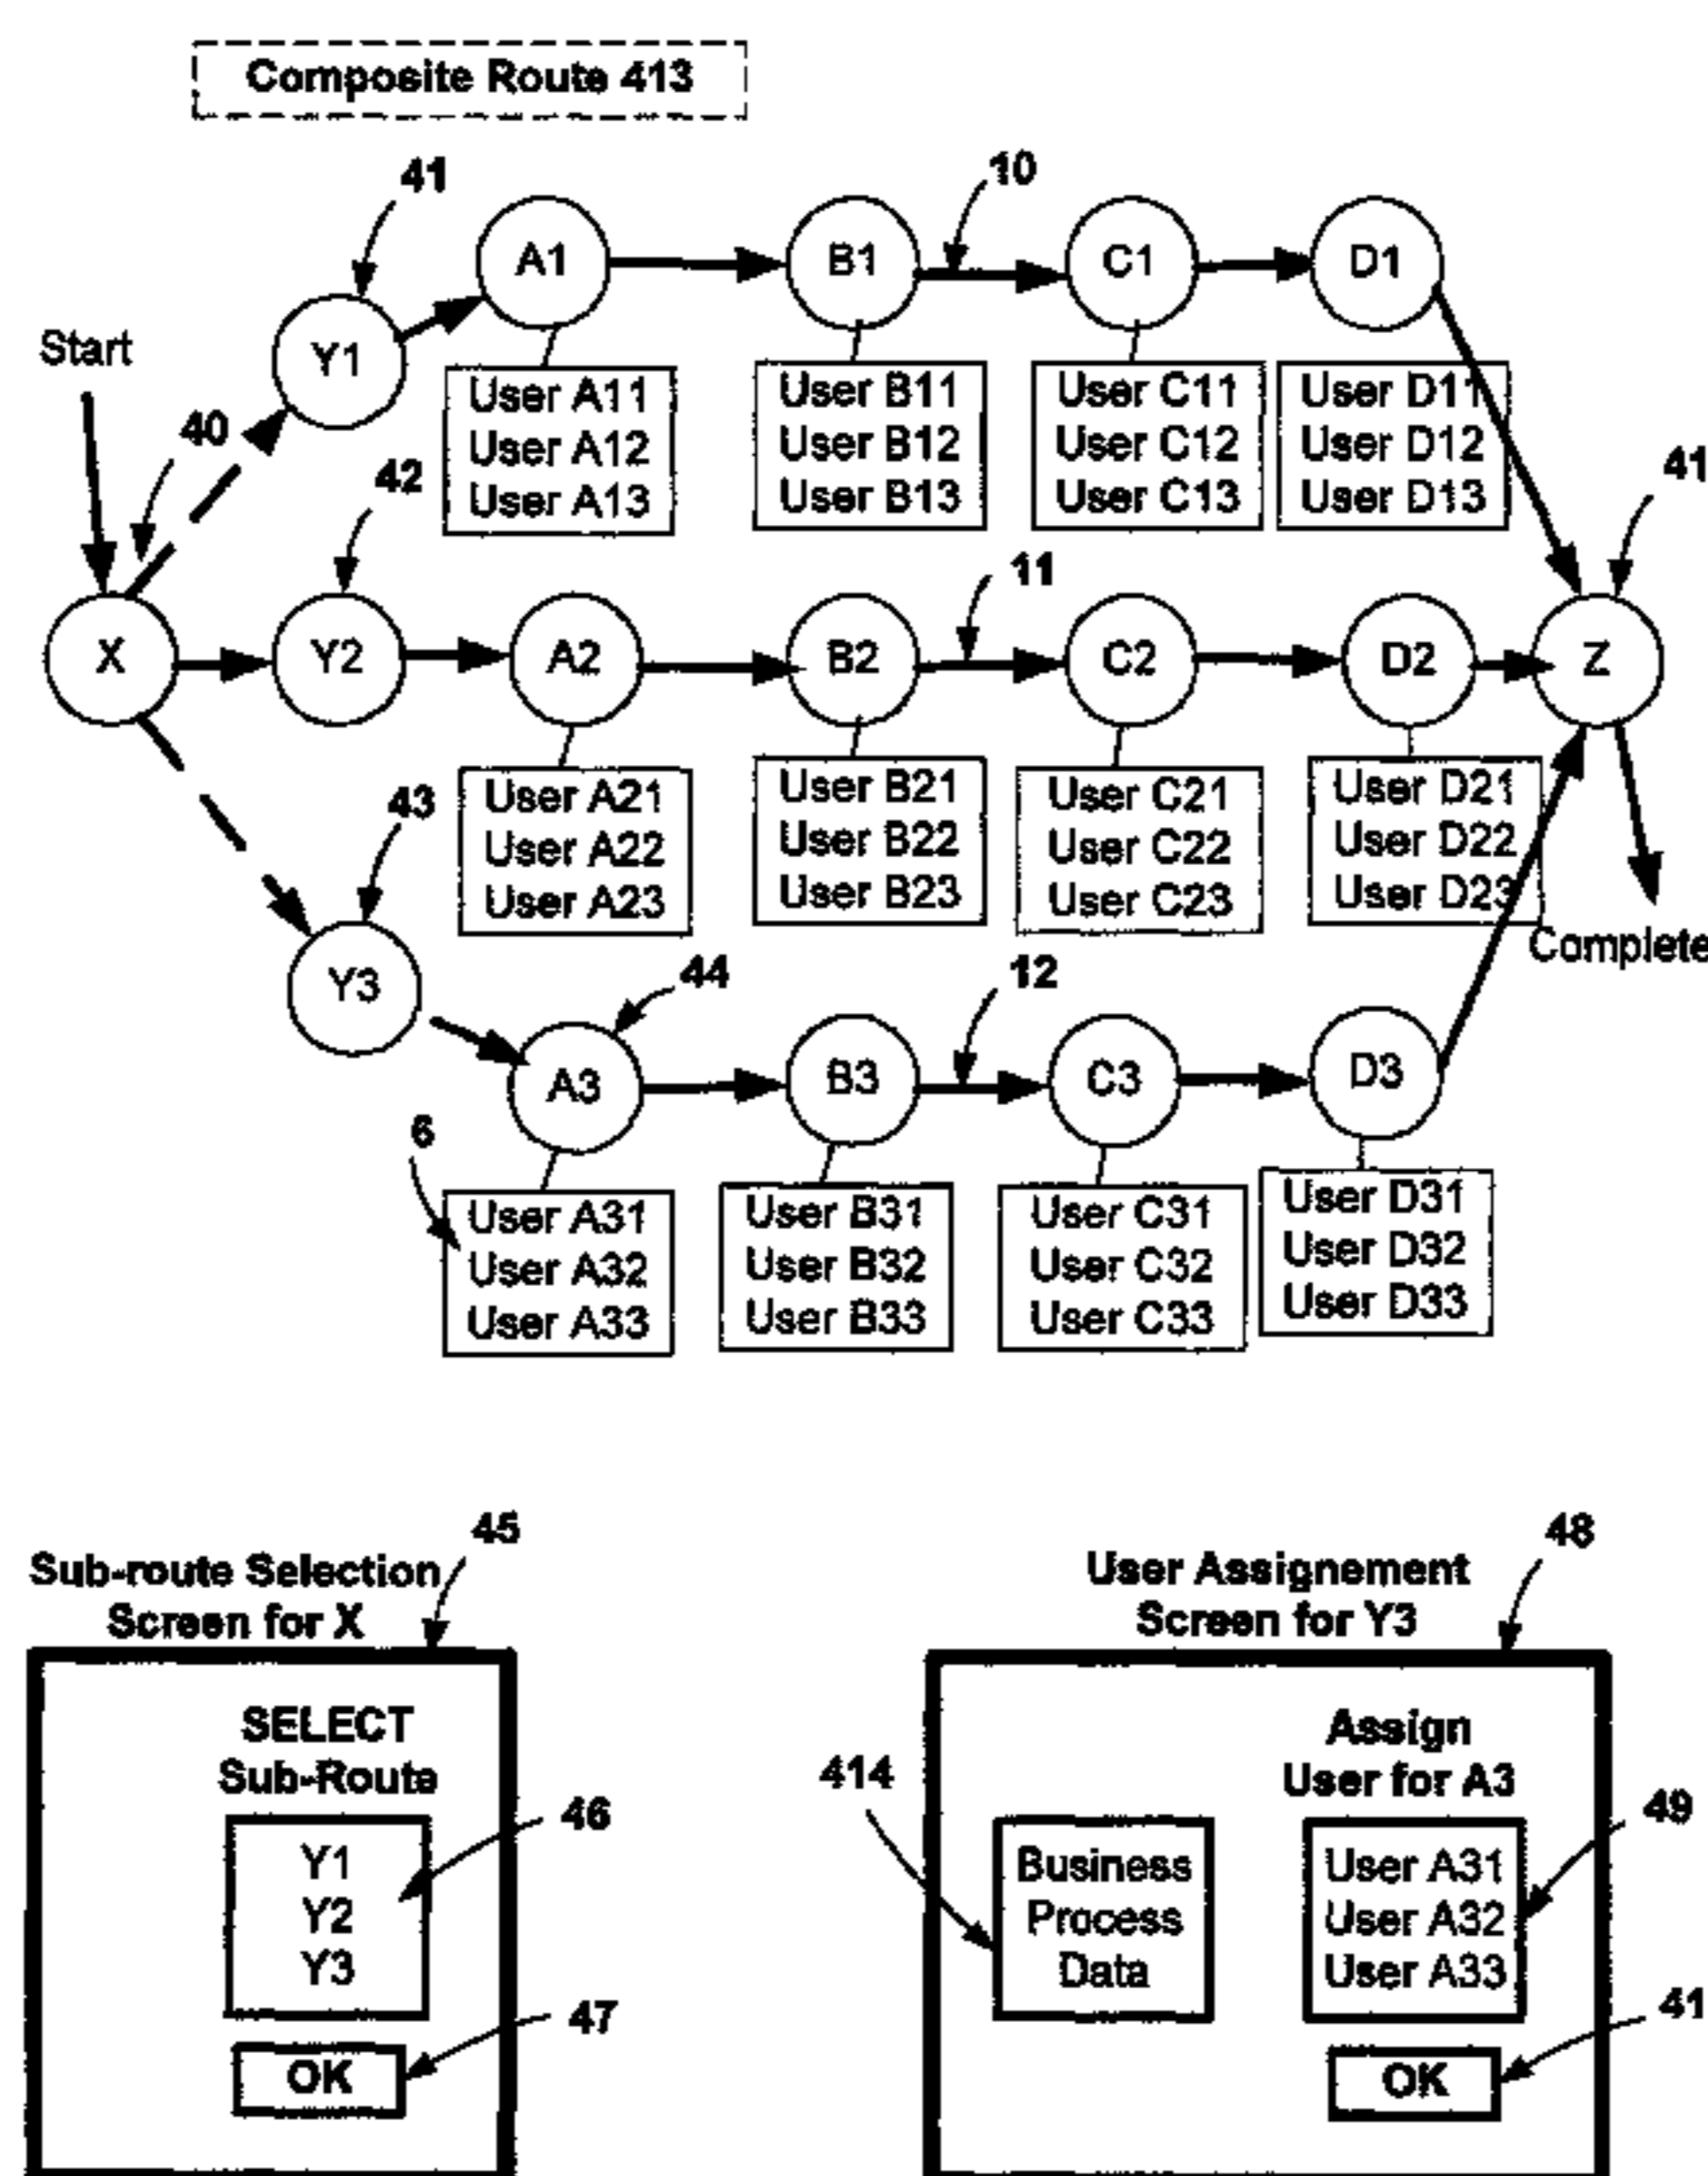 Composite Route 413
41
10
A1
B1
C1
D1
Start
Y1
User A11
User A12
User A13
User B11
User B12
User B13
User C11
User C12
User C13
User D11
User D12
User D13
40
42
41
11
X
Y2
A2
B2
C2
D2
Z
User A21
User A22
User A23
User B21
User B22
User B23
User C21
User C22
User C23
User D21
User D22
User D23
43
Complete
44
12
Y3
A3
B3
C3
D3
6
User A31
User A32
User A33
User B31
User B32
User B33
User C31
User C32
User C33
User D31
User D32
User D33
45
Sub-route Selection
Screen for X
SELECT
Sub-Route
46
Y1
Y2
Y3
47
OK
48
User Assignement
Screen for Y3
Assign
User for A3
414
49
Business
Process
Data
User A31
User A32
User A33
41
OK